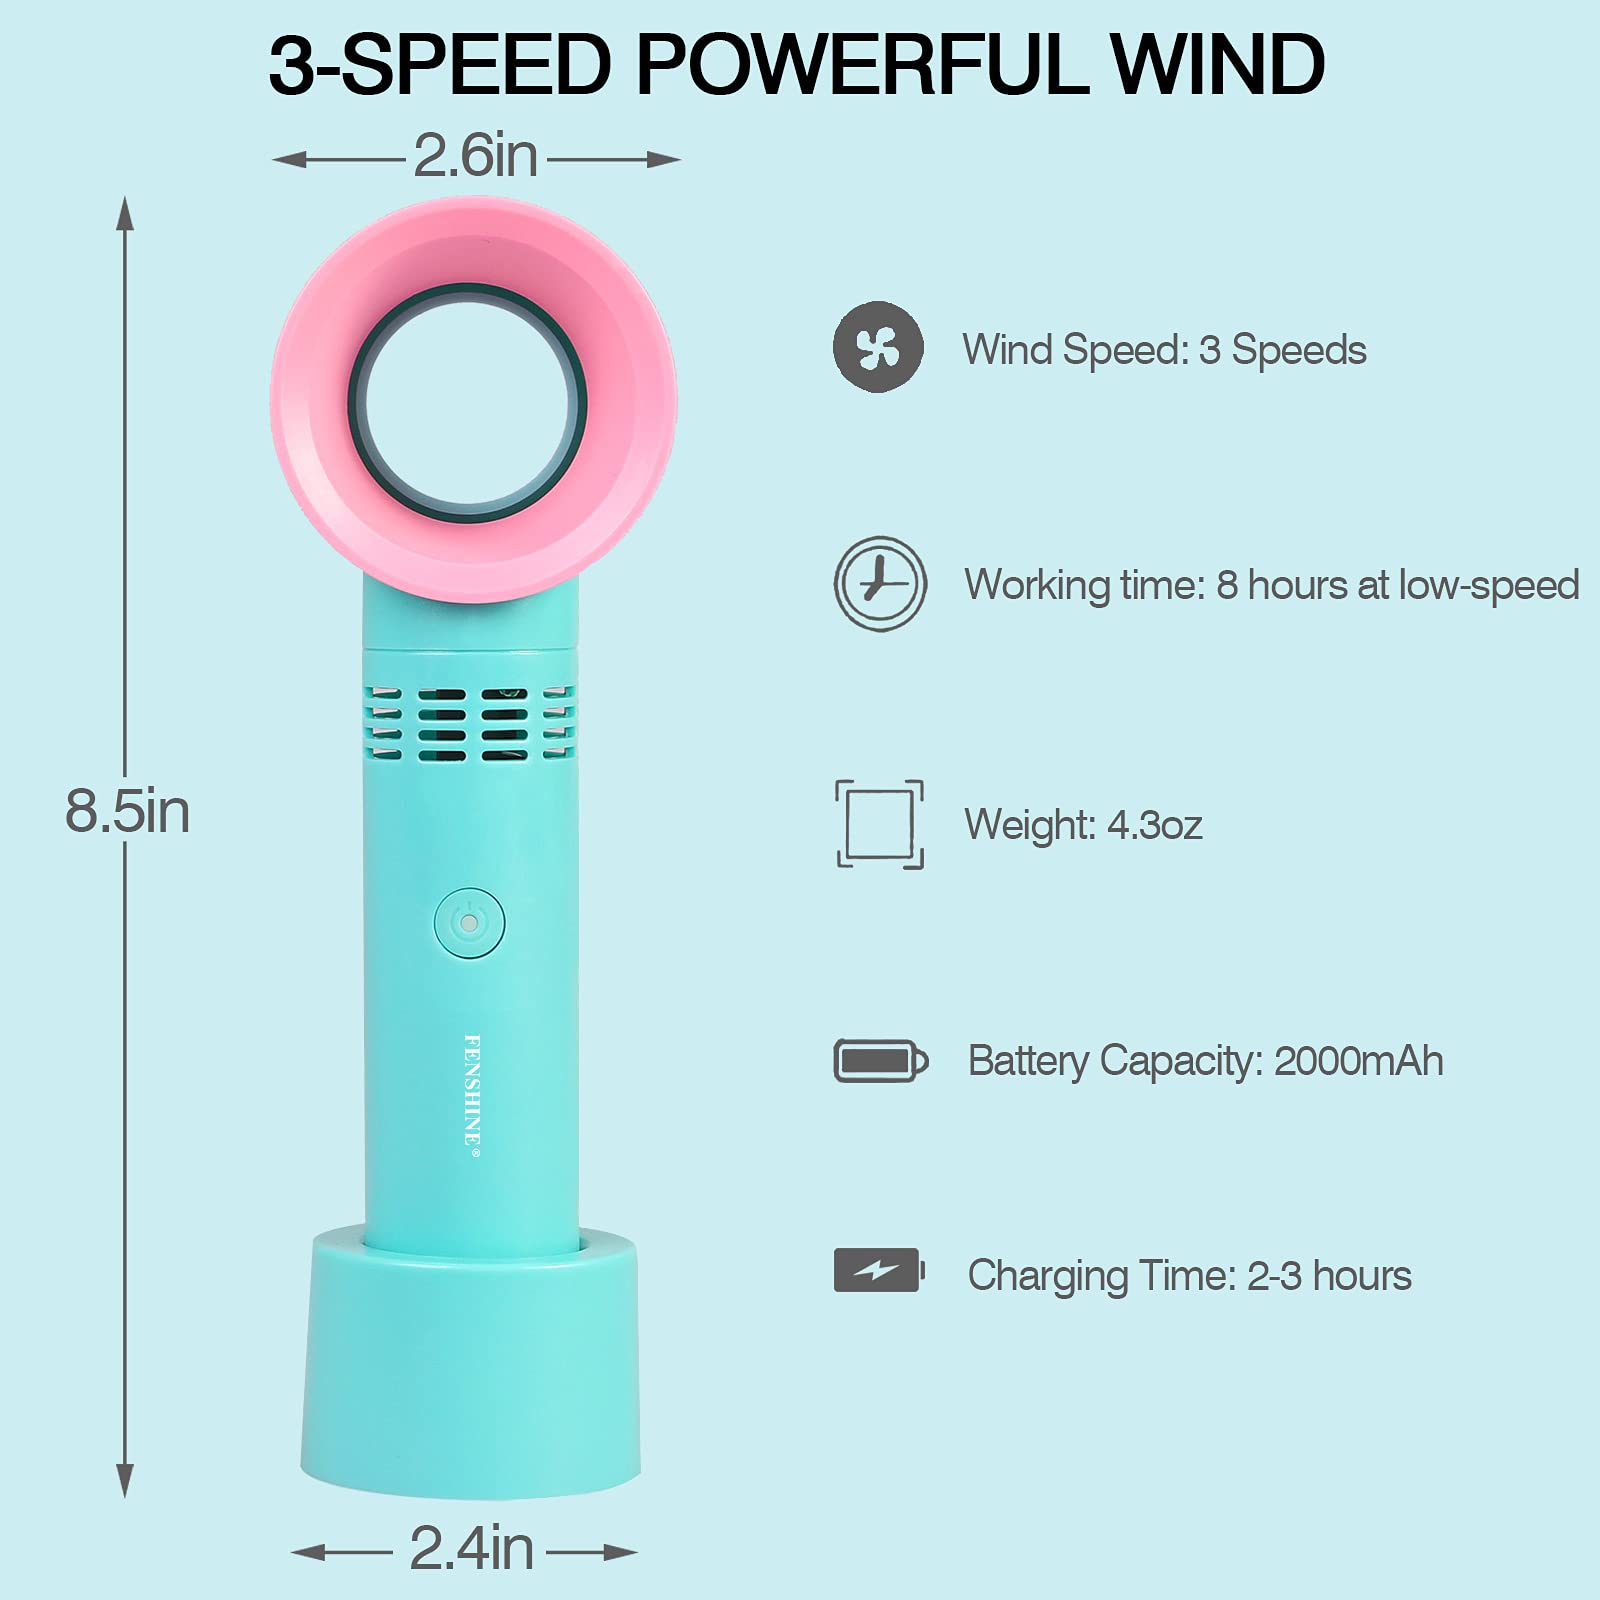 3-SPEED POWERFUL WIND
2.6in
8.5in
Wind Speed: 3 Speeds
Working time: 8 hours at low-speed
Weight: 4.3oz
Battery Capacity: 2000mAh
Charging Time: 2-3 hours
FENSHINE®
2.4in